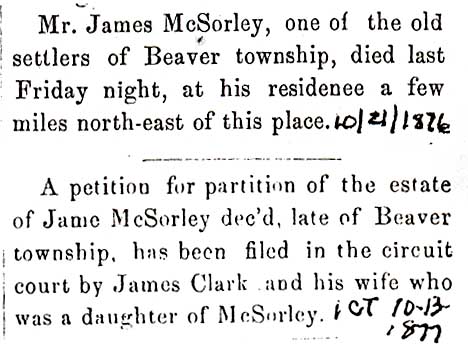 Mr. James McSorley, one of the old
settlers of Beaver township, died last
Friday night, at his residenee a few
miles north-east of this place. 10/21/1876
A petition for partition of the estate
of Jame McSorley dec'd, late of Beaver
township, has been filed in the circuit
court by James Clark and his wife who
was a daughter of McSorley. 10-13-
1877